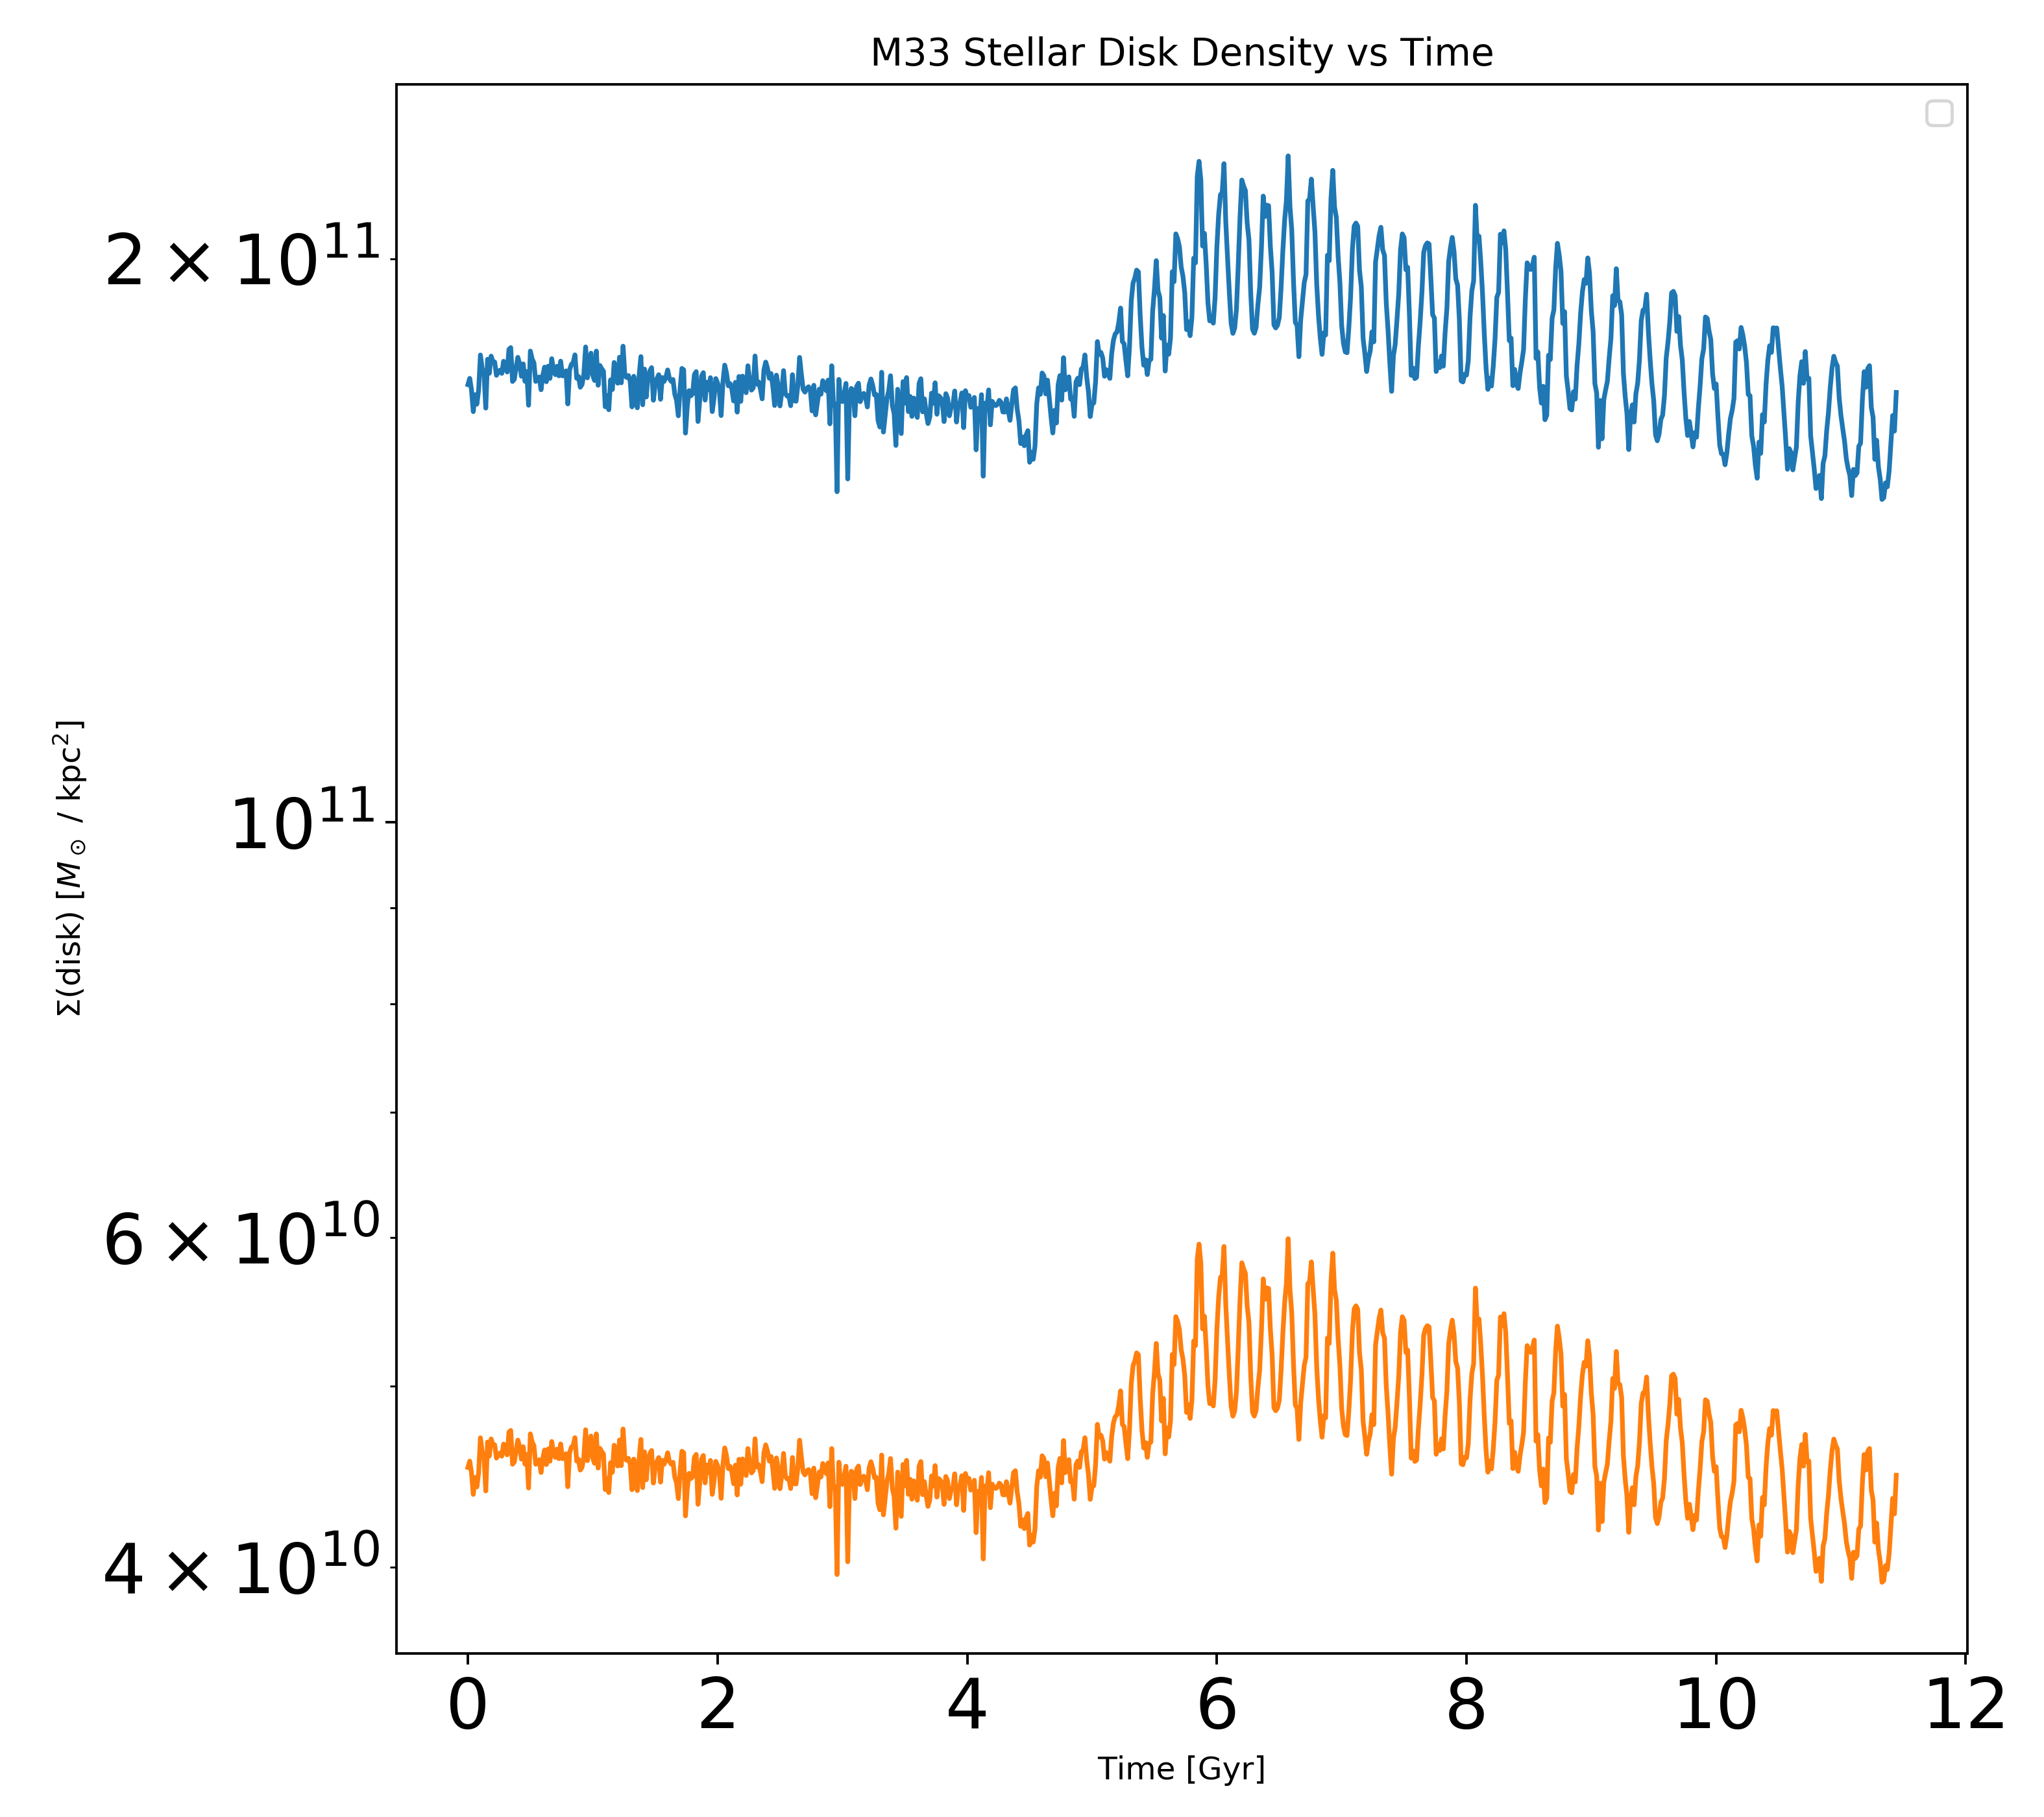 M33 Stellar Disk Density vs Time
2 × 10¹¹
10¹¹
6 × 10¹⁰
4 × 10¹⁰
Σ(disk) [M⊙ / kpc²]
0 2 4 6 8 10 12
Time [Gyr]